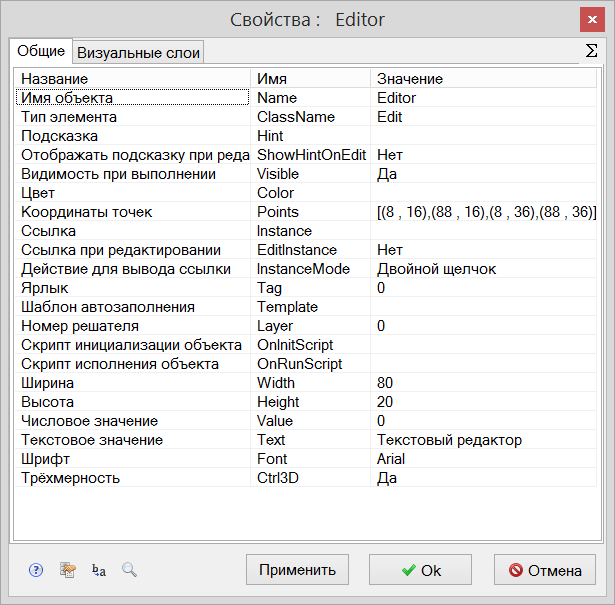 Свойства :   Editor
Общие Визуальные слои Σ
Название Имя Значение
Имя объекта Name Editor
Тип элемента ClassName Edit
Подсказка Hint
Отображать подсказку при реда ShowHintOnEdit Нет
Видимость при выполнении Visible Да
Цвет Color
Координаты точек Points [(8 , 16),(88 , 16),(8 , 36),(88 , 36)]
Ссылка Instance
Ссылка при редактировании EditInstance Нет
Действие для вывода ссылки InstanceMode Двойной щелчок
Ярлык Tag 0
Шаблон автозаполнения Template
Номер решателя Layer 0
Скрипт инициализации объекта OnInitScript
Скрипт исполнения объекта OnRunScript
Ширина Width 80
Высота Height 20
Числовое значение Value 0
Текстовое значение Text Текстовый редактор
Шрифт Font Arial
Трёхмерность Ctrl3D Да
? b a Применить Ok Отмена